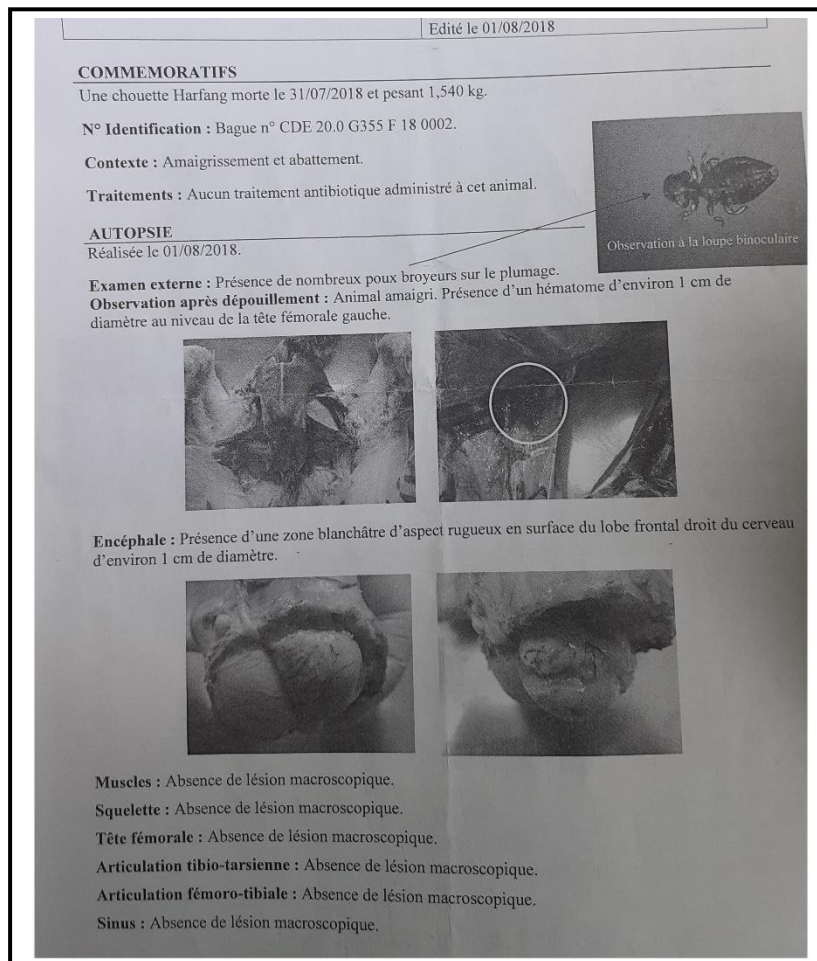 Edité le 01/08/2018
COMMEMORATIFS
Une chouette Harfang morte le 31/07/2018 et pesant 1,540 kg.
N° Identification : Bague n° CDE 20.0 G355 F 18 0002.
Contexte : Amaigrissement et abattement.
Traitements : Aucun traitement antibiotique administré à cet animal.
AUTOPSIE
Réalisée le 01/08/2018.
Observation à la loupe binoculaire
Examen externe : Présence de nombreux poux broyeurs sur le plumage.
Observation après dépouillement : Animal amaigri. Présence d'un hématome d'environ 1 cm de
diamètre au niveau de la tête fémorale gauche.
Encéphale : Présence d'une zone blanchâtre d'aspect rugueux en surface du lobe frontal droit du cerveau
d'environ 1 cm de diamètre.
Muscles : Absence de lésion macroscopique.
Squelette : Absence de lésion macroscopique.
Tête fémorale : Absence de lésion macroscopique.
Articulation tibio-tarsienne : Absence de lésion macroscopique.
Articulation fémoro-tibiale : Absence de lésion macroscopique.
Sinus : Absence de lésion macroscopique.